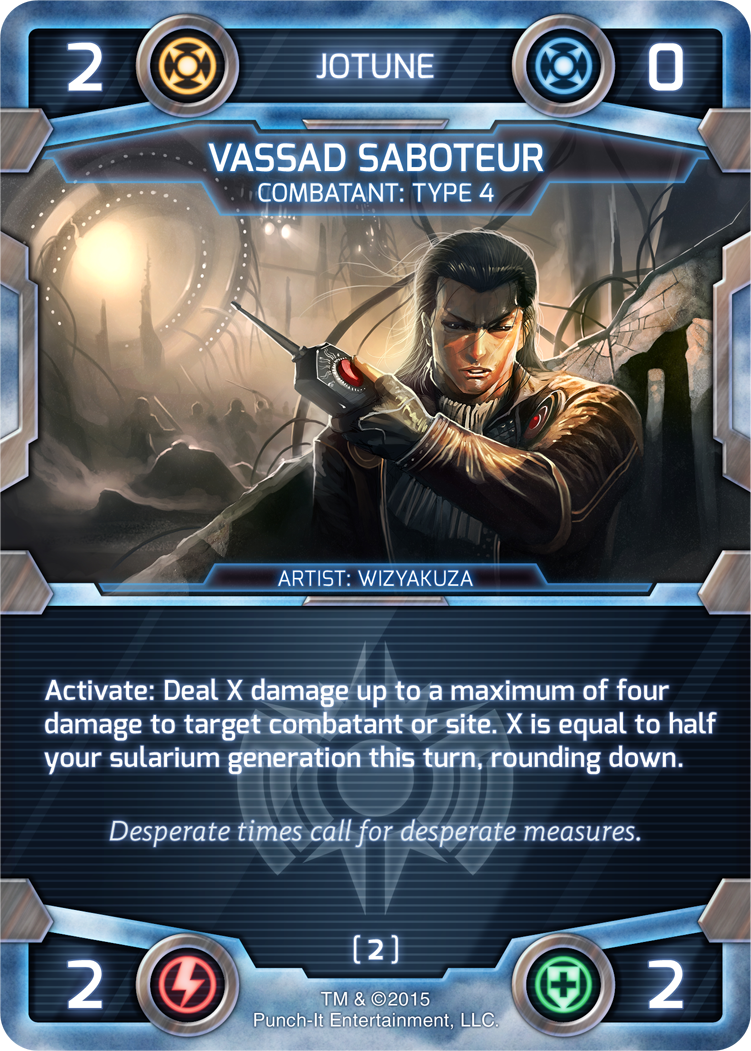 2 JOTUNE 0
VASSAD SABOTEUR
COMBATANT: TYPE 4
ARTIST: WIZYAKUZA
Activate: Deal X damage up to a maximum of four
damage to target combatant or site. X is equal to half
your sularium generation this turn, rounding down.
Desperate times call for desperate measures.
[2]
2 2
TM & ©2015
Punch-It Entertainment, LLC.